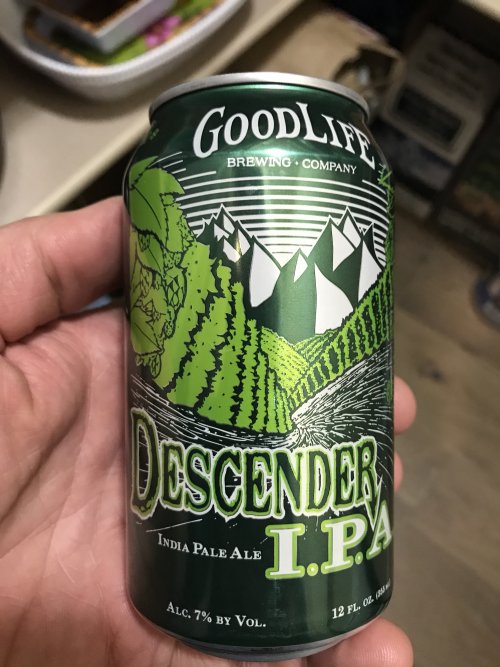 GOODLIFE
BREWING • COMPANY
DESCENDER
INDIA PALE ALE
I.P.A
ALC. 7% BY VOL.
12 FL. OZ.